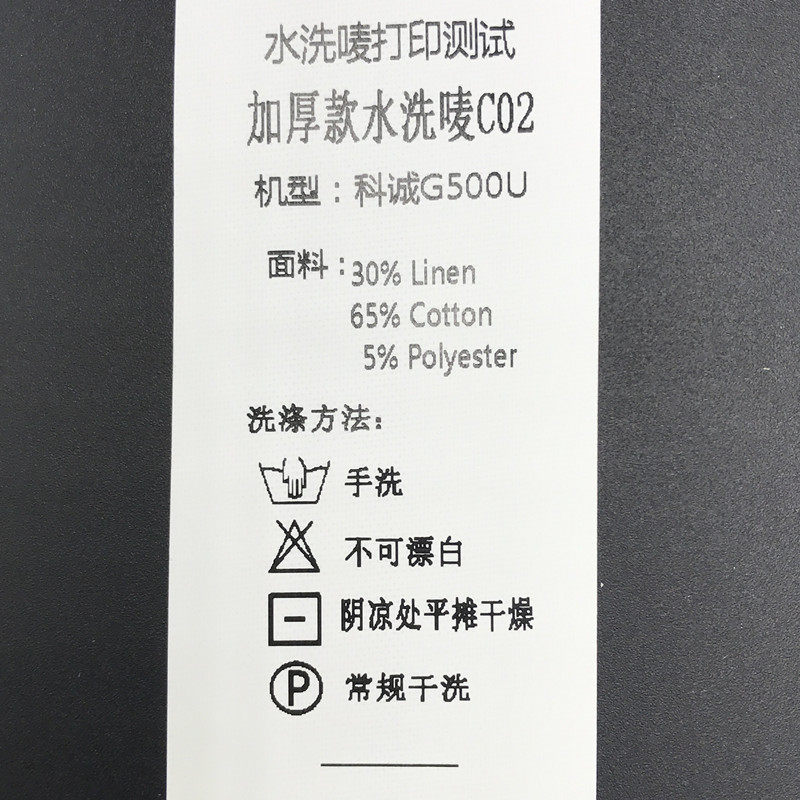 水洗唛打印测试
加厚款水洗唛C02
机型：科诚G500U
面料：30% Linen
65% Cotton
5% Polyester
洗涤方法：
手洗
不可漂白
阴凉处平摊干燥
P 常规干洗